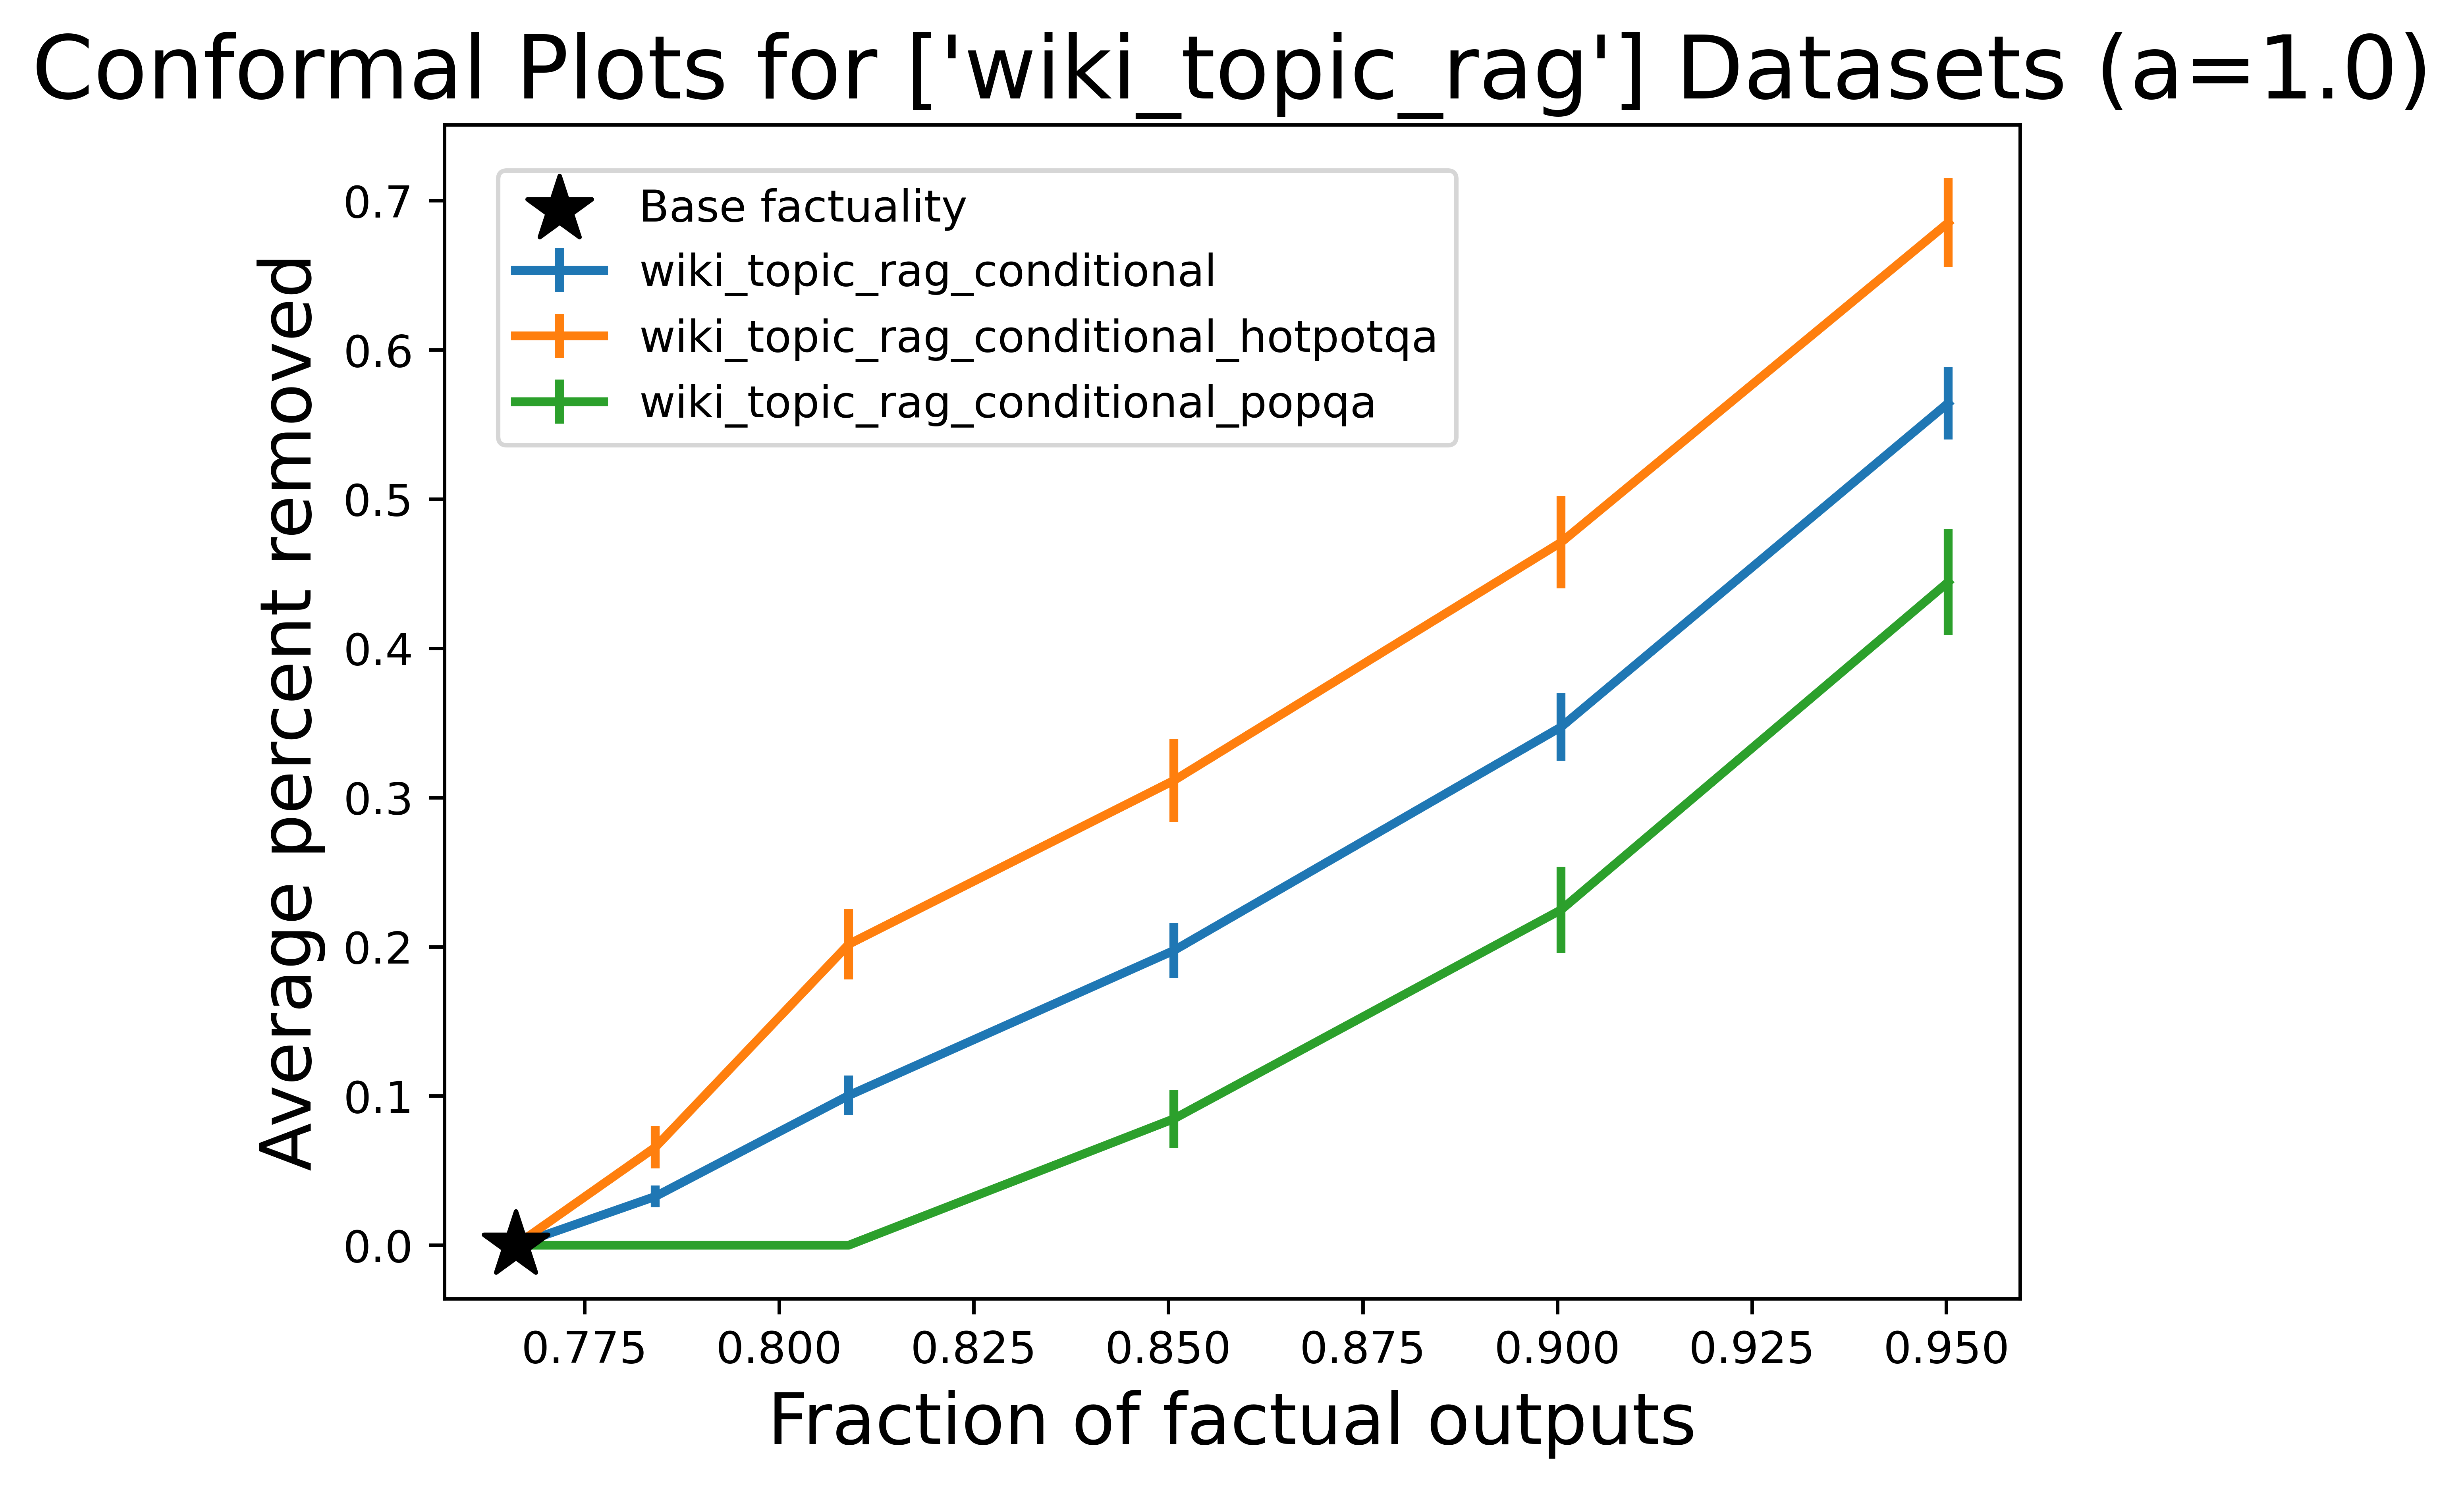 Conformal Plots for ['wiki_topic_rag'] Datasets (a=1.0)
Base factuality
wiki_topic_rag_conditional
wiki_topic_rag_conditional_hotpotqa
wiki_topic_rag_conditional_popqa
Average percent removed
0.7
0.6
0.5
0.4
0.3
0.2
0.1
0.0
0.775 0.800 0.825 0.850 0.875 0.900 0.925 0.950
Fraction of factual outputs